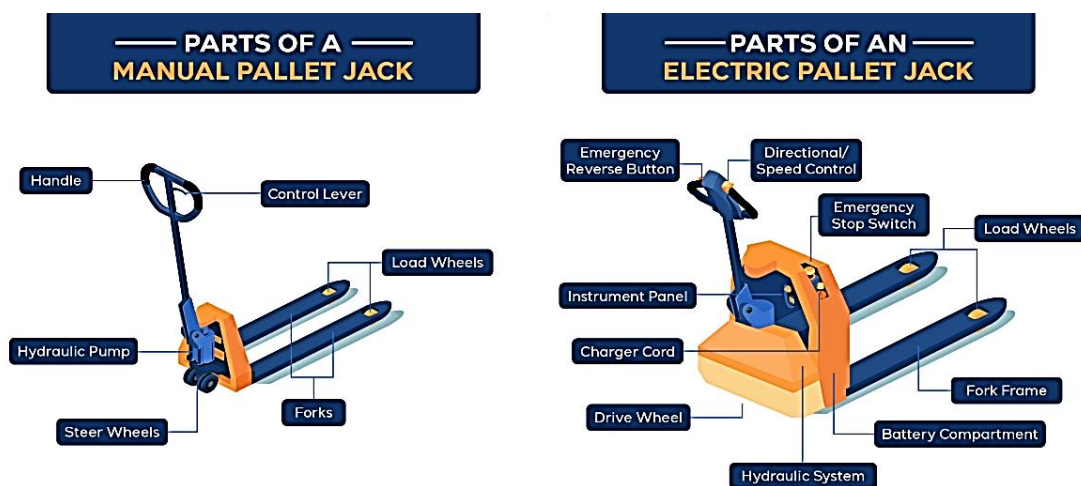 PARTS OF A
MANUAL PALLET JACK
Handle
Control Lever
Load Wheels
Hydraulic Pump
Forks
Steer Wheels
PARTS OF AN
ELECTRIC PALLET JACK
Emergency
Reverse Button
Directional/
Speed Control
Emergency
Stop Switch
Load Wheels
Instrument Panel
Charger Cord
Fork Frame
Drive Wheel
Battery Compartment
Hydraulic System